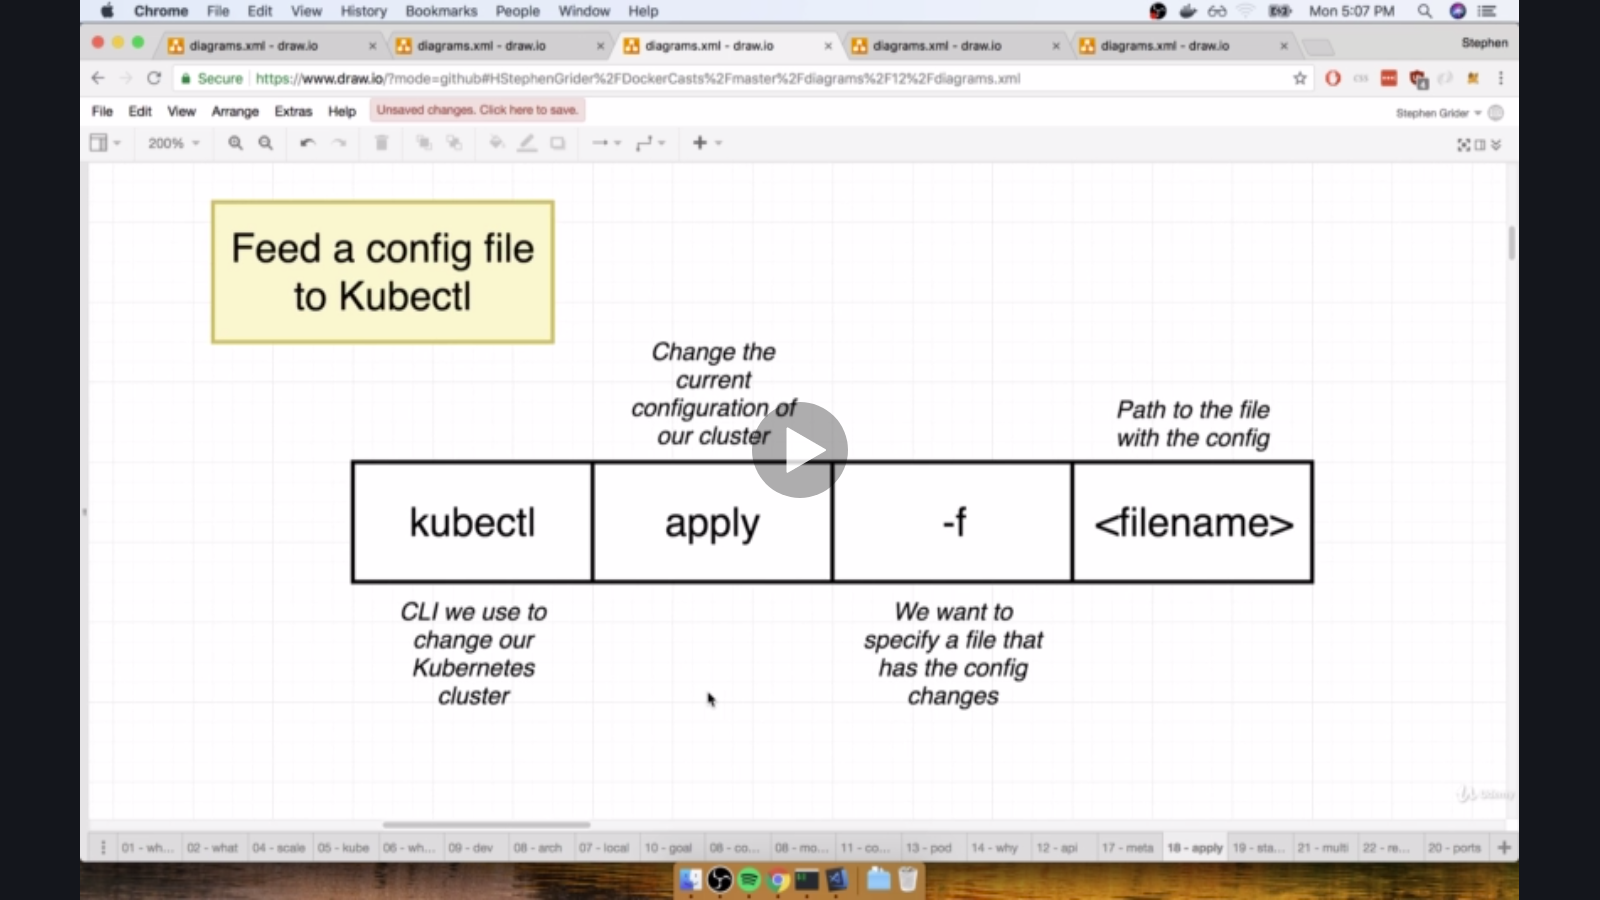 Chrome File Edit View History Bookmarks People Window Help Mon 5:07 PM
diagrams.xml - draw.io diagrams.xml - draw.io diagrams.xml - draw.io diagrams.xml - draw.io diagrams.xml - draw.io Stephen
Secure https://www.draw.io/?mode=github#HStephenGrider%2FDockerCasts%2Fmaster%2Fdiagrams%2F12%2Fdiagrams.xml
File Edit View Arrange Extras Help Unsaved changes. Click here to save. Stephen Grider
200%
Feed a config file
to Kubectl
Change the
current
configuration of
our cluster
Path to the file
with the config
kubectl apply -f <filename>
CLI we use to
change our
Kubernetes
cluster
We want to
specify a file that
has the config
changes
Udemy
01 - wh... 02 - what 04 - scale 05 - kube 06 - wh... 09 - dev 08 - arch 07 - local 10 - goal 08 - co... 08 - mo... 11 - co... 13 - pod 14 - why 12 - api 17 - meta 18 - apply 19 - sta... 21 - multi 22 - re... 20 - ports